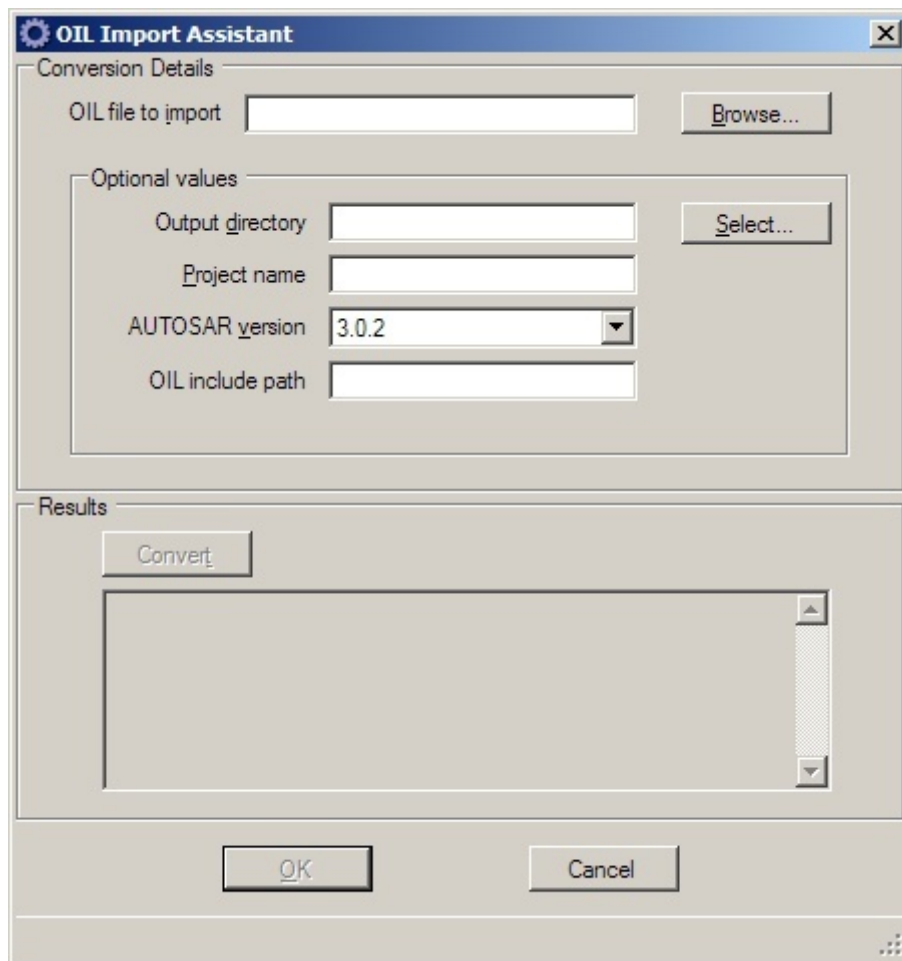 OIL Import Assistant
Conversion Details
OIL file to import
Browse...
Optional values
Output directory
Select...
Project name
AUTOSAR version
3.0.2
OIL include path
Results
Convert
OK
Cancel